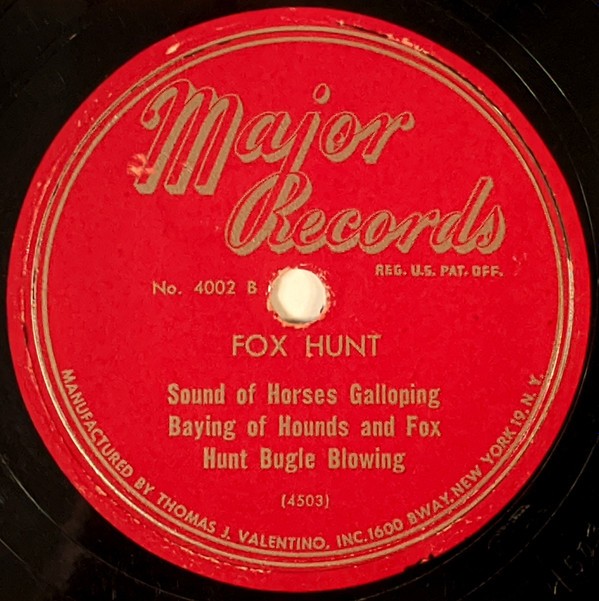 Major
Records
REG. U.S. PAT. OFF.
No. 4002 B
FOX HUNT
Sound of Horses Galloping
Baying of Hounds and Fox
Hunt Bugle Blowing
(4503)
MANUFACTURED BY THOMAS J. VALENTINO, INC. 1600 BWAY. NEW YORK 19, N.Y.